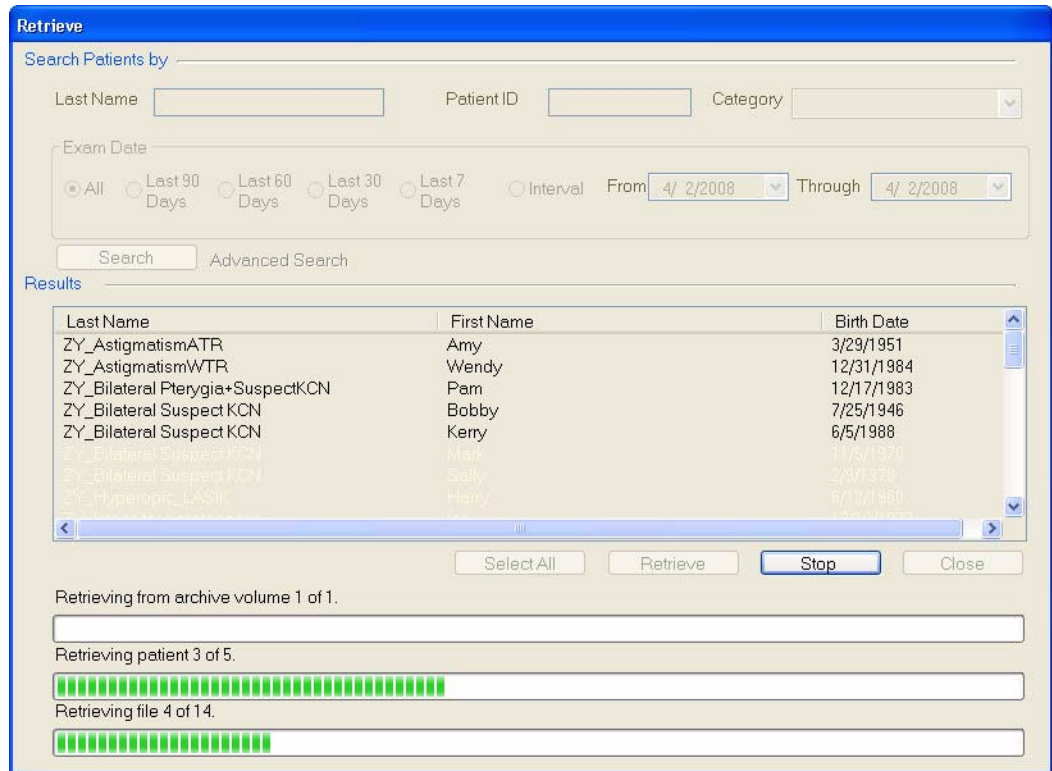 Retrieve
Search Patients by
Last Name Patient ID Category
Exam Date
All Last 90 Days Last 60 Days Last 30 Days Last 7 Days Interval From 4/ 2/2008 Through 4/ 2/2008
Search Advanced Search
Results
Last Name First Name Birth Date
ZY_AstigmatismATR Amy 3/29/1951
ZY_AstigmatismWTR Wendy 12/31/1984
ZY_Bilateral Pterygia+SuspectKCN Pam 12/17/1983
ZY_Bilateral Suspect KCN Bobby 7/25/1946
ZY_Bilateral Suspect KCN Kerry 6/5/1988
ZY_Bilateral Suspect KCN Mark 11/5/1970
ZY_Bilateral Suspect KCN Sally 2/9/1978
ZY_Hyperopic_LASIK Harry
Select All Retrieve Stop Close
Retrieving from archive volume 1 of 1.
Retrieving patient 3 of 5.
Retrieving file 4 of 14.